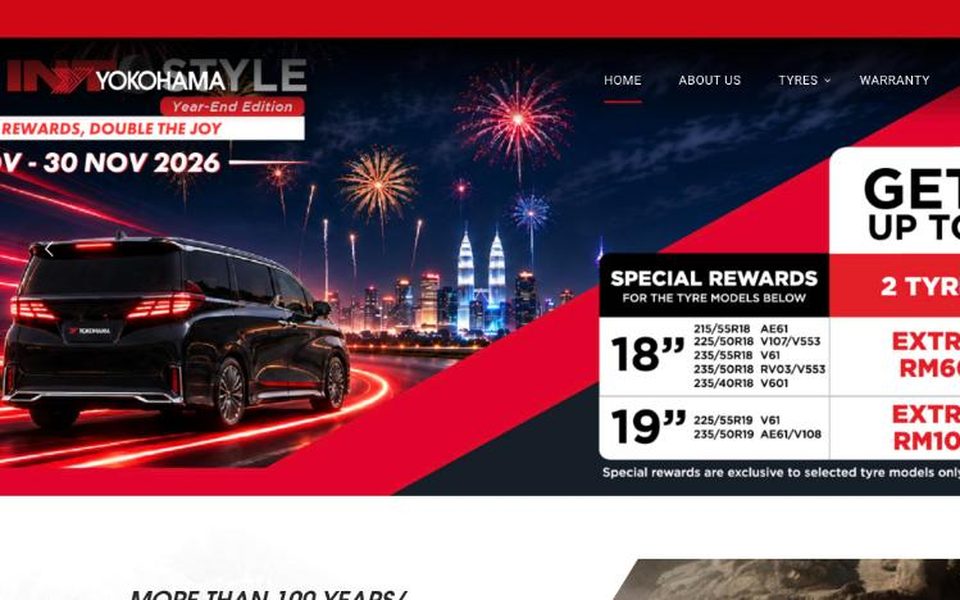 YOKOHAMA
STYLE
Year-End Edition
REWARDS, DOUBLE THE JOY
- 30 NOV 2026
HOME
ABOUT US
TYRES
WARRANTY
GET
UP TO
SPECIAL REWARDS
FOR THE TYRE MODELS BELOW
2 TYR
18”
215/55R18 AE61
225/50R18 V107/V553
235/55R18 V61
235/50R18 RV03/V553
235/40R18 V601
EXTR
RM60
19”
225/55R19 V61
235/50R19 AE61/V108
EXTR
RM10
Special rewards are exclusive to selected tyre models only
YOKOHAMA
MORE THAN 100 YEARS/